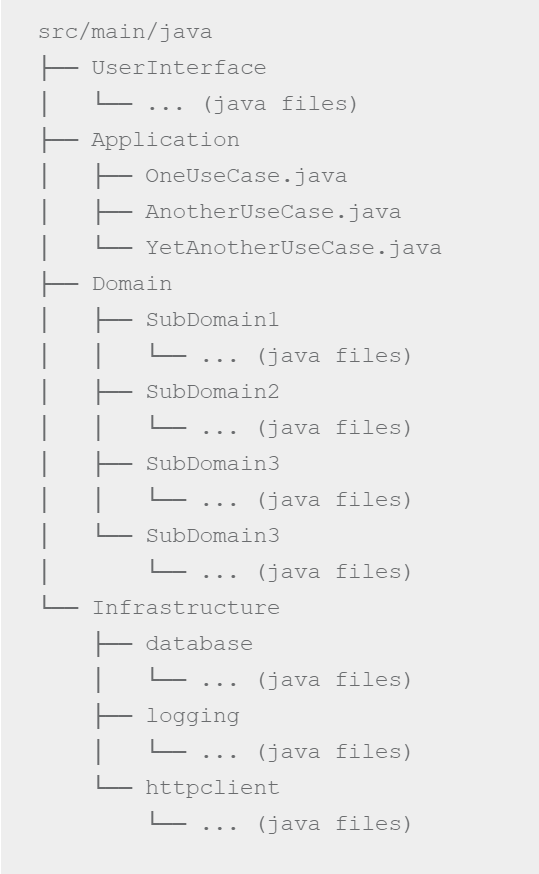 src/main/java
├── UserInterface
│   └── ... (java files)
├── Application
│   ├── OneUseCase.java
│   ├── AnotherUseCase.java
│   └── YetAnotherUseCase.java
├── Domain
│   ├── SubDomain1
│   │   └── ... (java files)
│   ├── SubDomain2
│   │   └── ... (java files)
│   ├── SubDomain3
│   │   └── ... (java files)
│   └── SubDomain3
│       └── ... (java files)
└── Infrastructure
    ├── database
    │   └── ... (java files)
    ├── logging
    │   └── ... (java files)
    └── httpclient
        └── ... (java files)